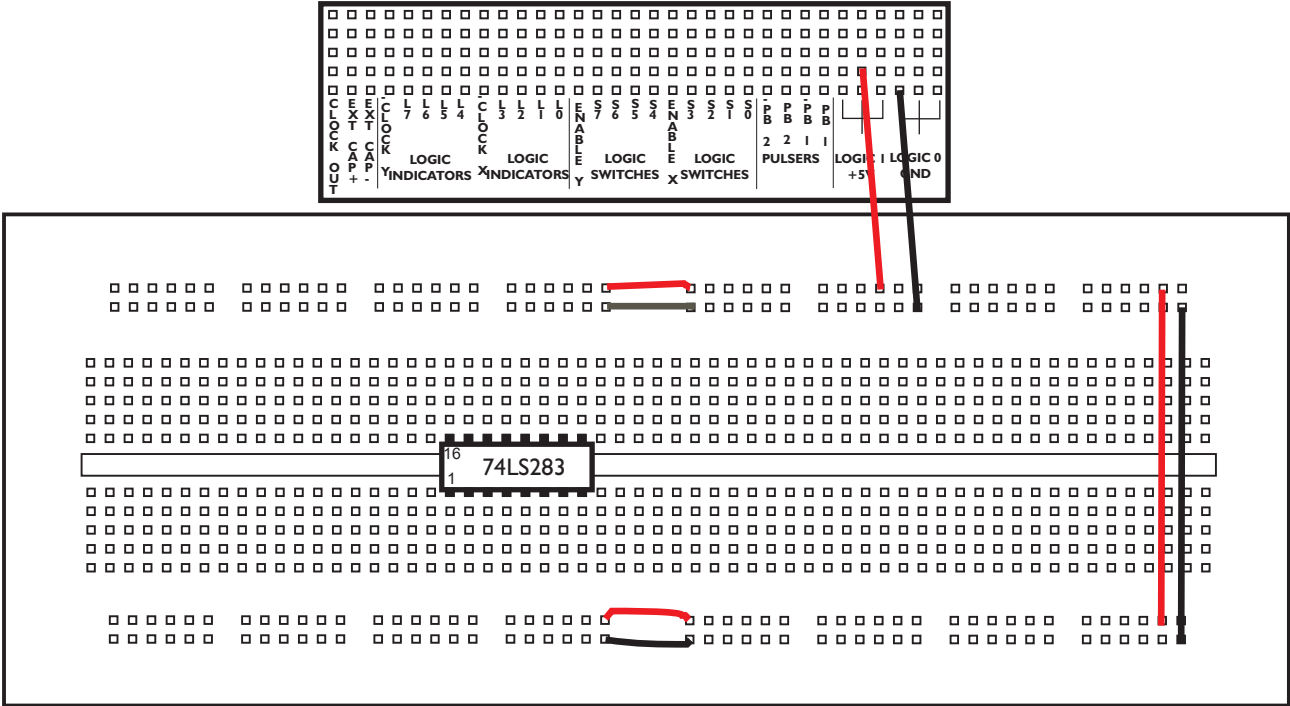 CLOCK OUT
EXT CAP+
EXT CAP-
-CLOCK Y
L7
L6
L5
L4
LOGIC
INDICATORS
-CLOCK X
L3
L2
L1
L0
LOGIC
INDICATORS
ENABLE Y
S7
S6
S5
S4
LOGIC
SWITCHES
ENABLE X
S3
S2
S1
S0
LOGIC
SWITCHES
-PB 2
PB 2
-PB 1
PB 1
PULSERS
LOGIC 1
+5V
LOGIC 0
GND
16
74LS283
1